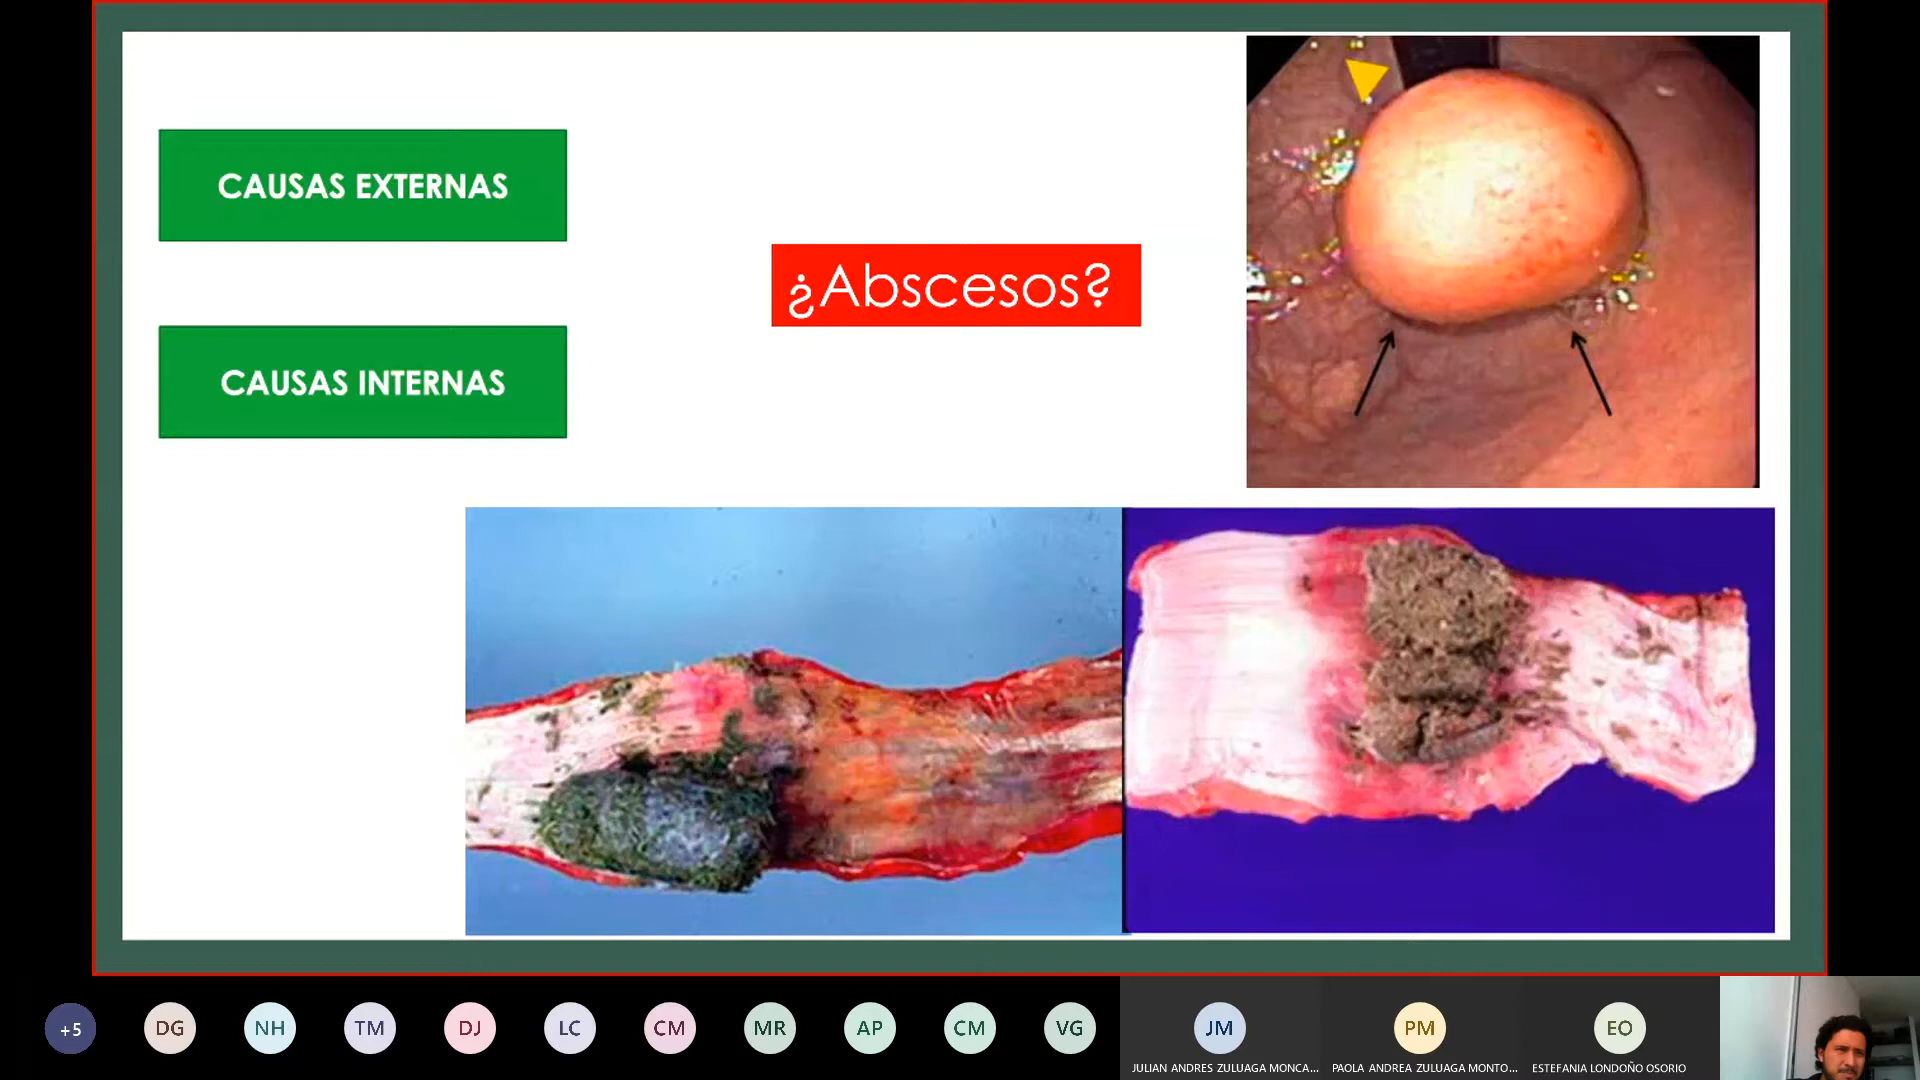 CAUSAS EXTERNAS
¿Abscesos?
CAUSAS INTERNAS
+5
DG
NH
TM
DJ
LC
CM
MR
AP
CM
VG
JM
PM
EO
JULIAN ANDRES ZULUAGA MONCA...
PAOLA ANDREA ZULUAGA MONTO...
ESTEFANIA LONDOÑO OSORIO